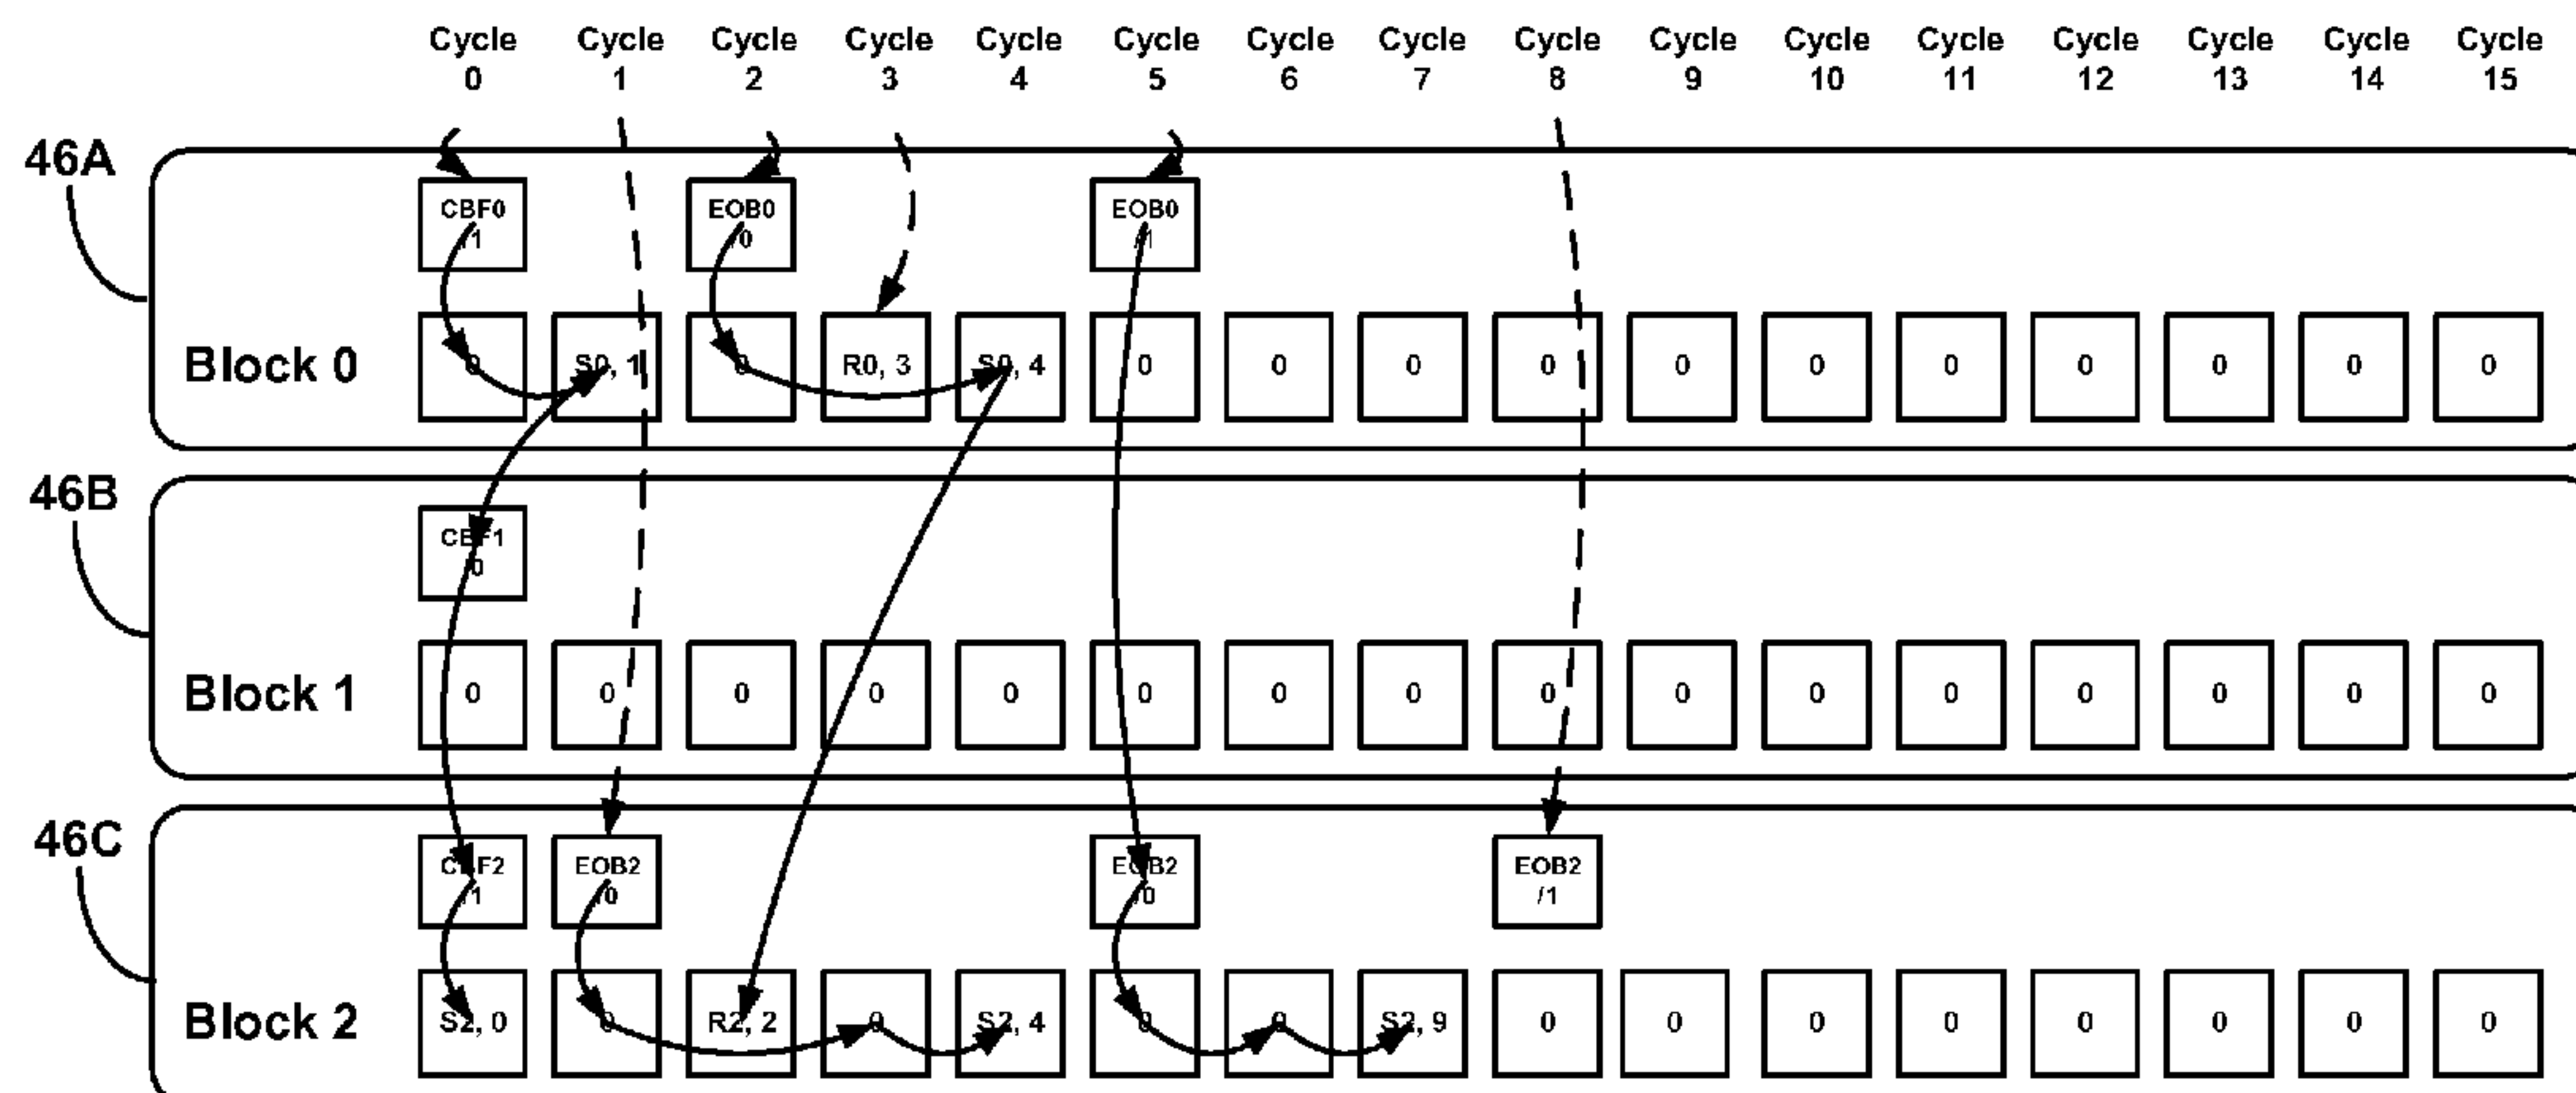 Cycle 0 Cycle 1 Cycle 2 Cycle 3 Cycle 4 Cycle 5 Cycle 6 Cycle 7 Cycle 8 Cycle 9 Cycle 10 Cycle 11 Cycle 12 Cycle 13 Cycle 14 Cycle 15
46A
CBF0 /1 EOB0 /0 EOB0 /1
Block 0 0 S0, 1 0 R0, 3 S0, 4 0 0 0 0 0 0 0 0 0 0 0
46B
CBF1 /0
Block 1 0 0 0 0 0 0 0 0 0 0 0 0 0 0 0 0
46C
CBF2 /1 EOB2 /0 EOB2 /0 EOB2 /1
Block 2 S2, 0 0 R2, 2 0 S2, 4 0 0 S2, 9 0 0 0 0 0 0 0 0